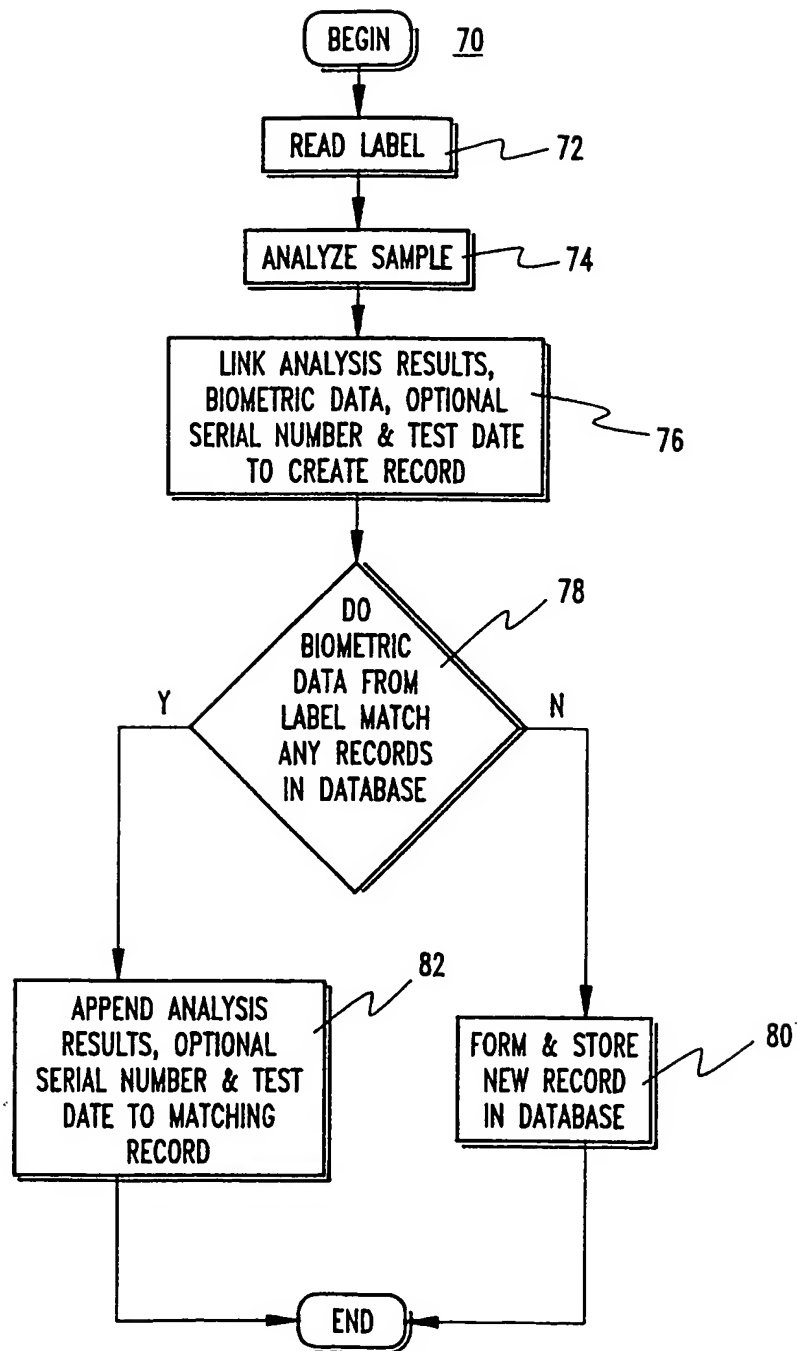 BEGIN
70
READ LABEL
72
ANALYZE SAMPLE
74
LINK ANALYSIS RESULTS,
BIOMETRIC DATA, OPTIONAL
SERIAL NUMBER & TEST DATE
TO CREATE RECORD
76
DO
BIOMETRIC
DATA FROM
LABEL MATCH
ANY RECORDS
IN DATABASE
78
Y
N
APPEND ANALYSIS
RESULTS, OPTIONAL
SERIAL NUMBER & TEST
DATE TO MATCHING
RECORD
82
FORM & STORE
NEW RECORD
IN DATABASE
80
END